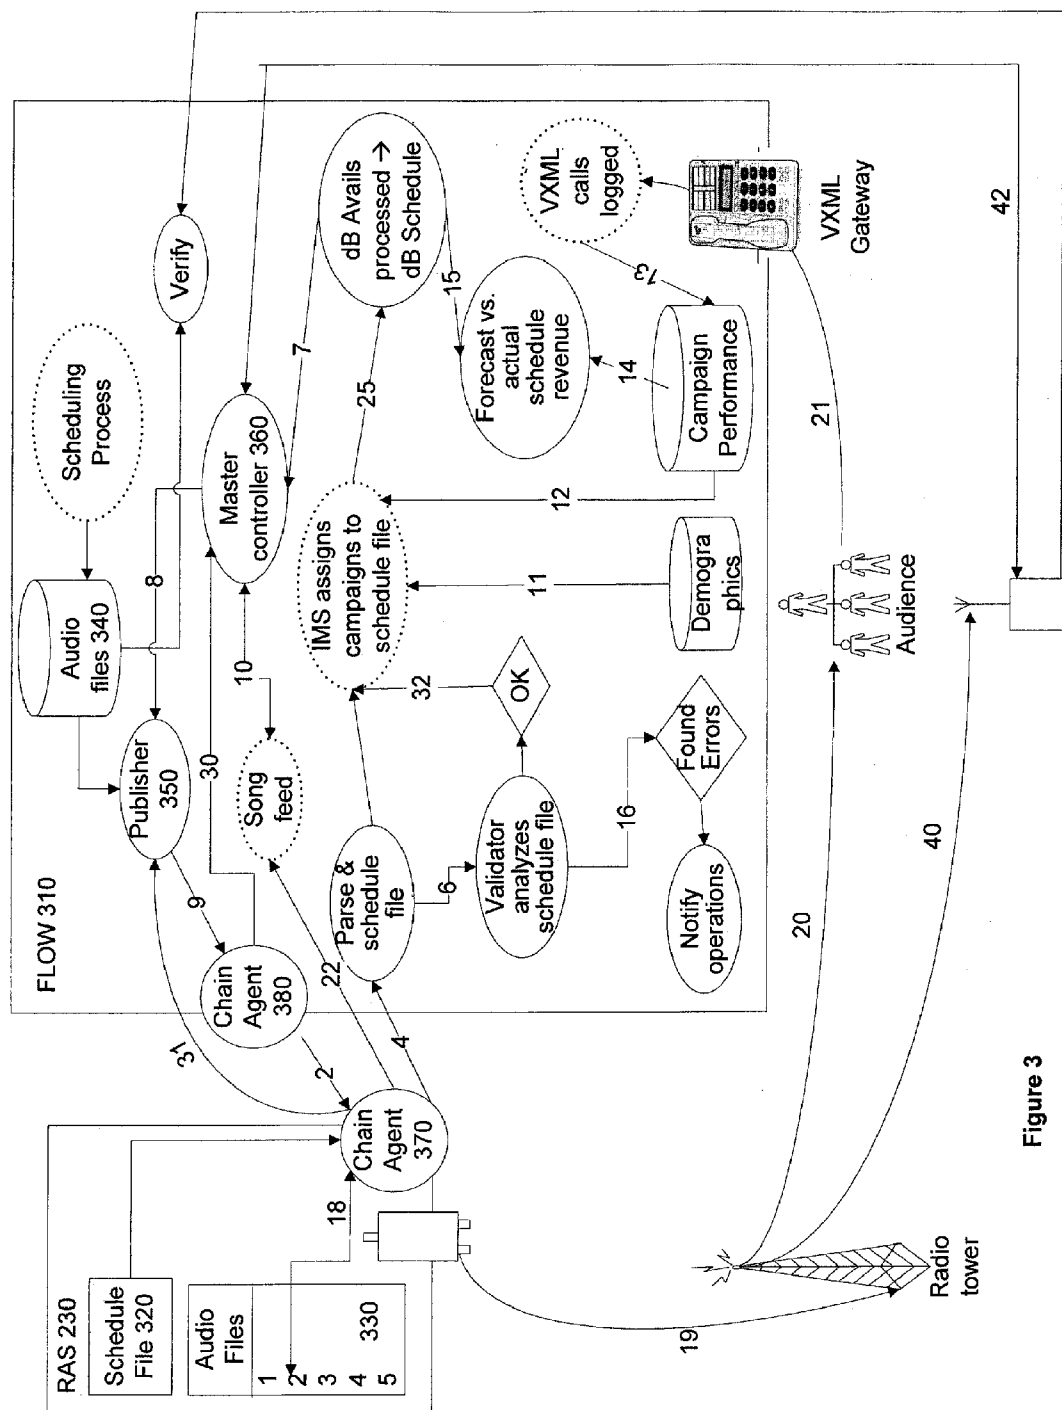 RAS 230
Schedule
File 320
Audio
Files
1
2
3
4
5
330
18
Chain
Agent
370
19
Radio
tower
FLOW 310
31
2
22
4
Chain
Agent
380
9
30
Publisher
350
Audio
files 340
Scheduling
Process
8
Verify
Song
feed
10
Master
controller 360
7
Parse &
schedule
file
6
Validator
analyzes
schedule file
16
OK
32
Found
Errors
Notify
operations
IMS assigns
campaigns to
schedule file
25
dB Avails
processed →
dB Schedule
15
Forecast vs.
actual
schedule
revenue
14
11
12
Demogra
phics
Campaign
Performance
13
VXML
calls
logged
VXML
Gateway
21
Audience
20
40
42
Figure 3